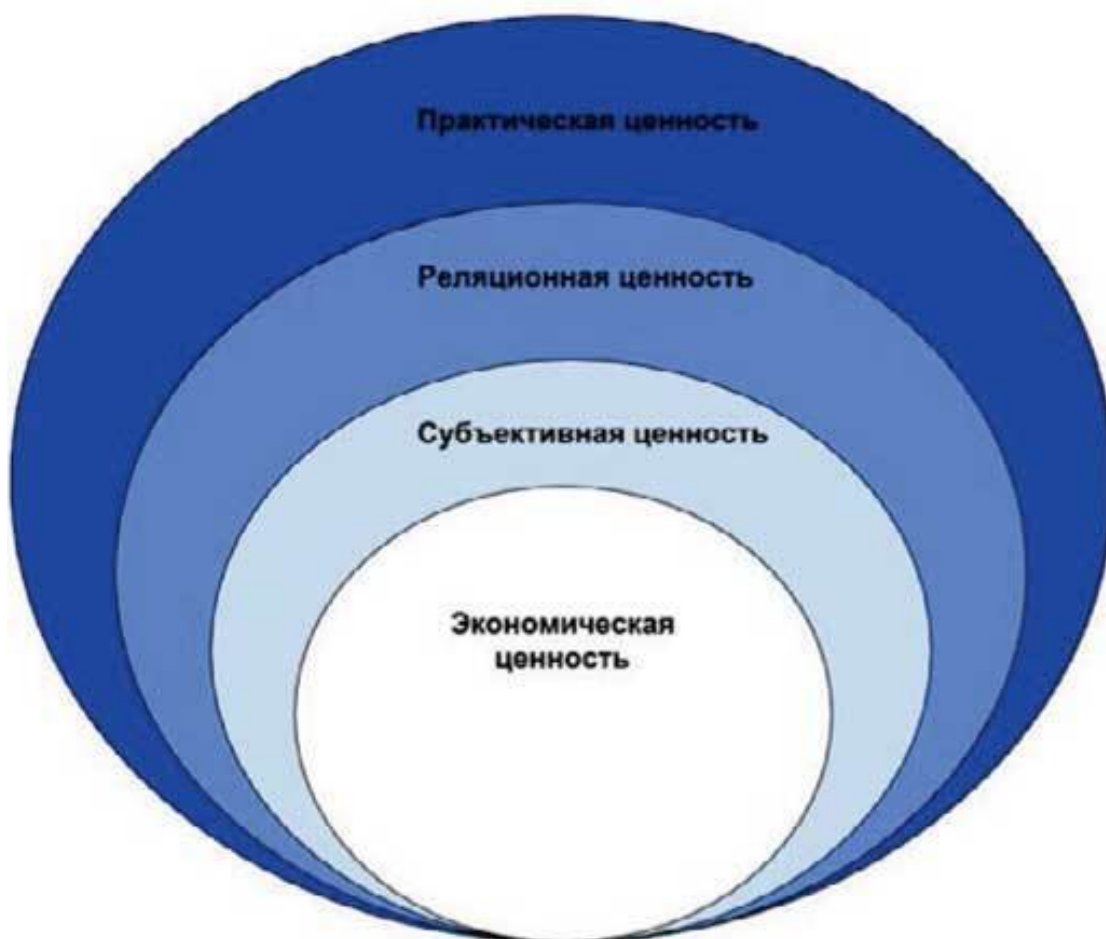 Практическая ценность
Реляционная ценность
Субъективная ценность
Экономическая
ценность